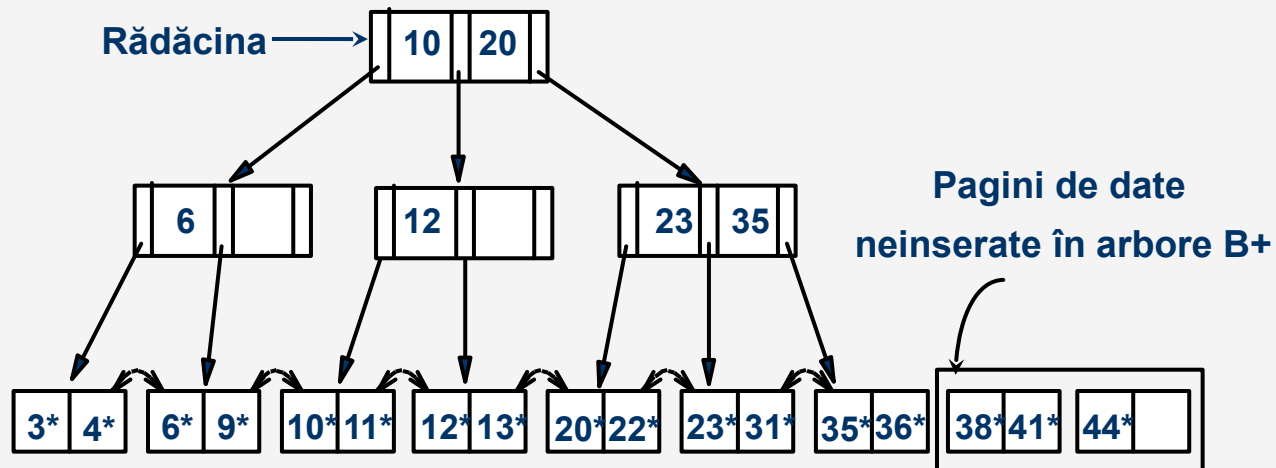 Rădăcina
10 20
6
12
23 35
Pagini de date
neinserate în arbore B+
3* 4* 6* 9* 10* 11* 12* 13* 20* 22* 23* 31* 35* 36* 38* 41* 44*